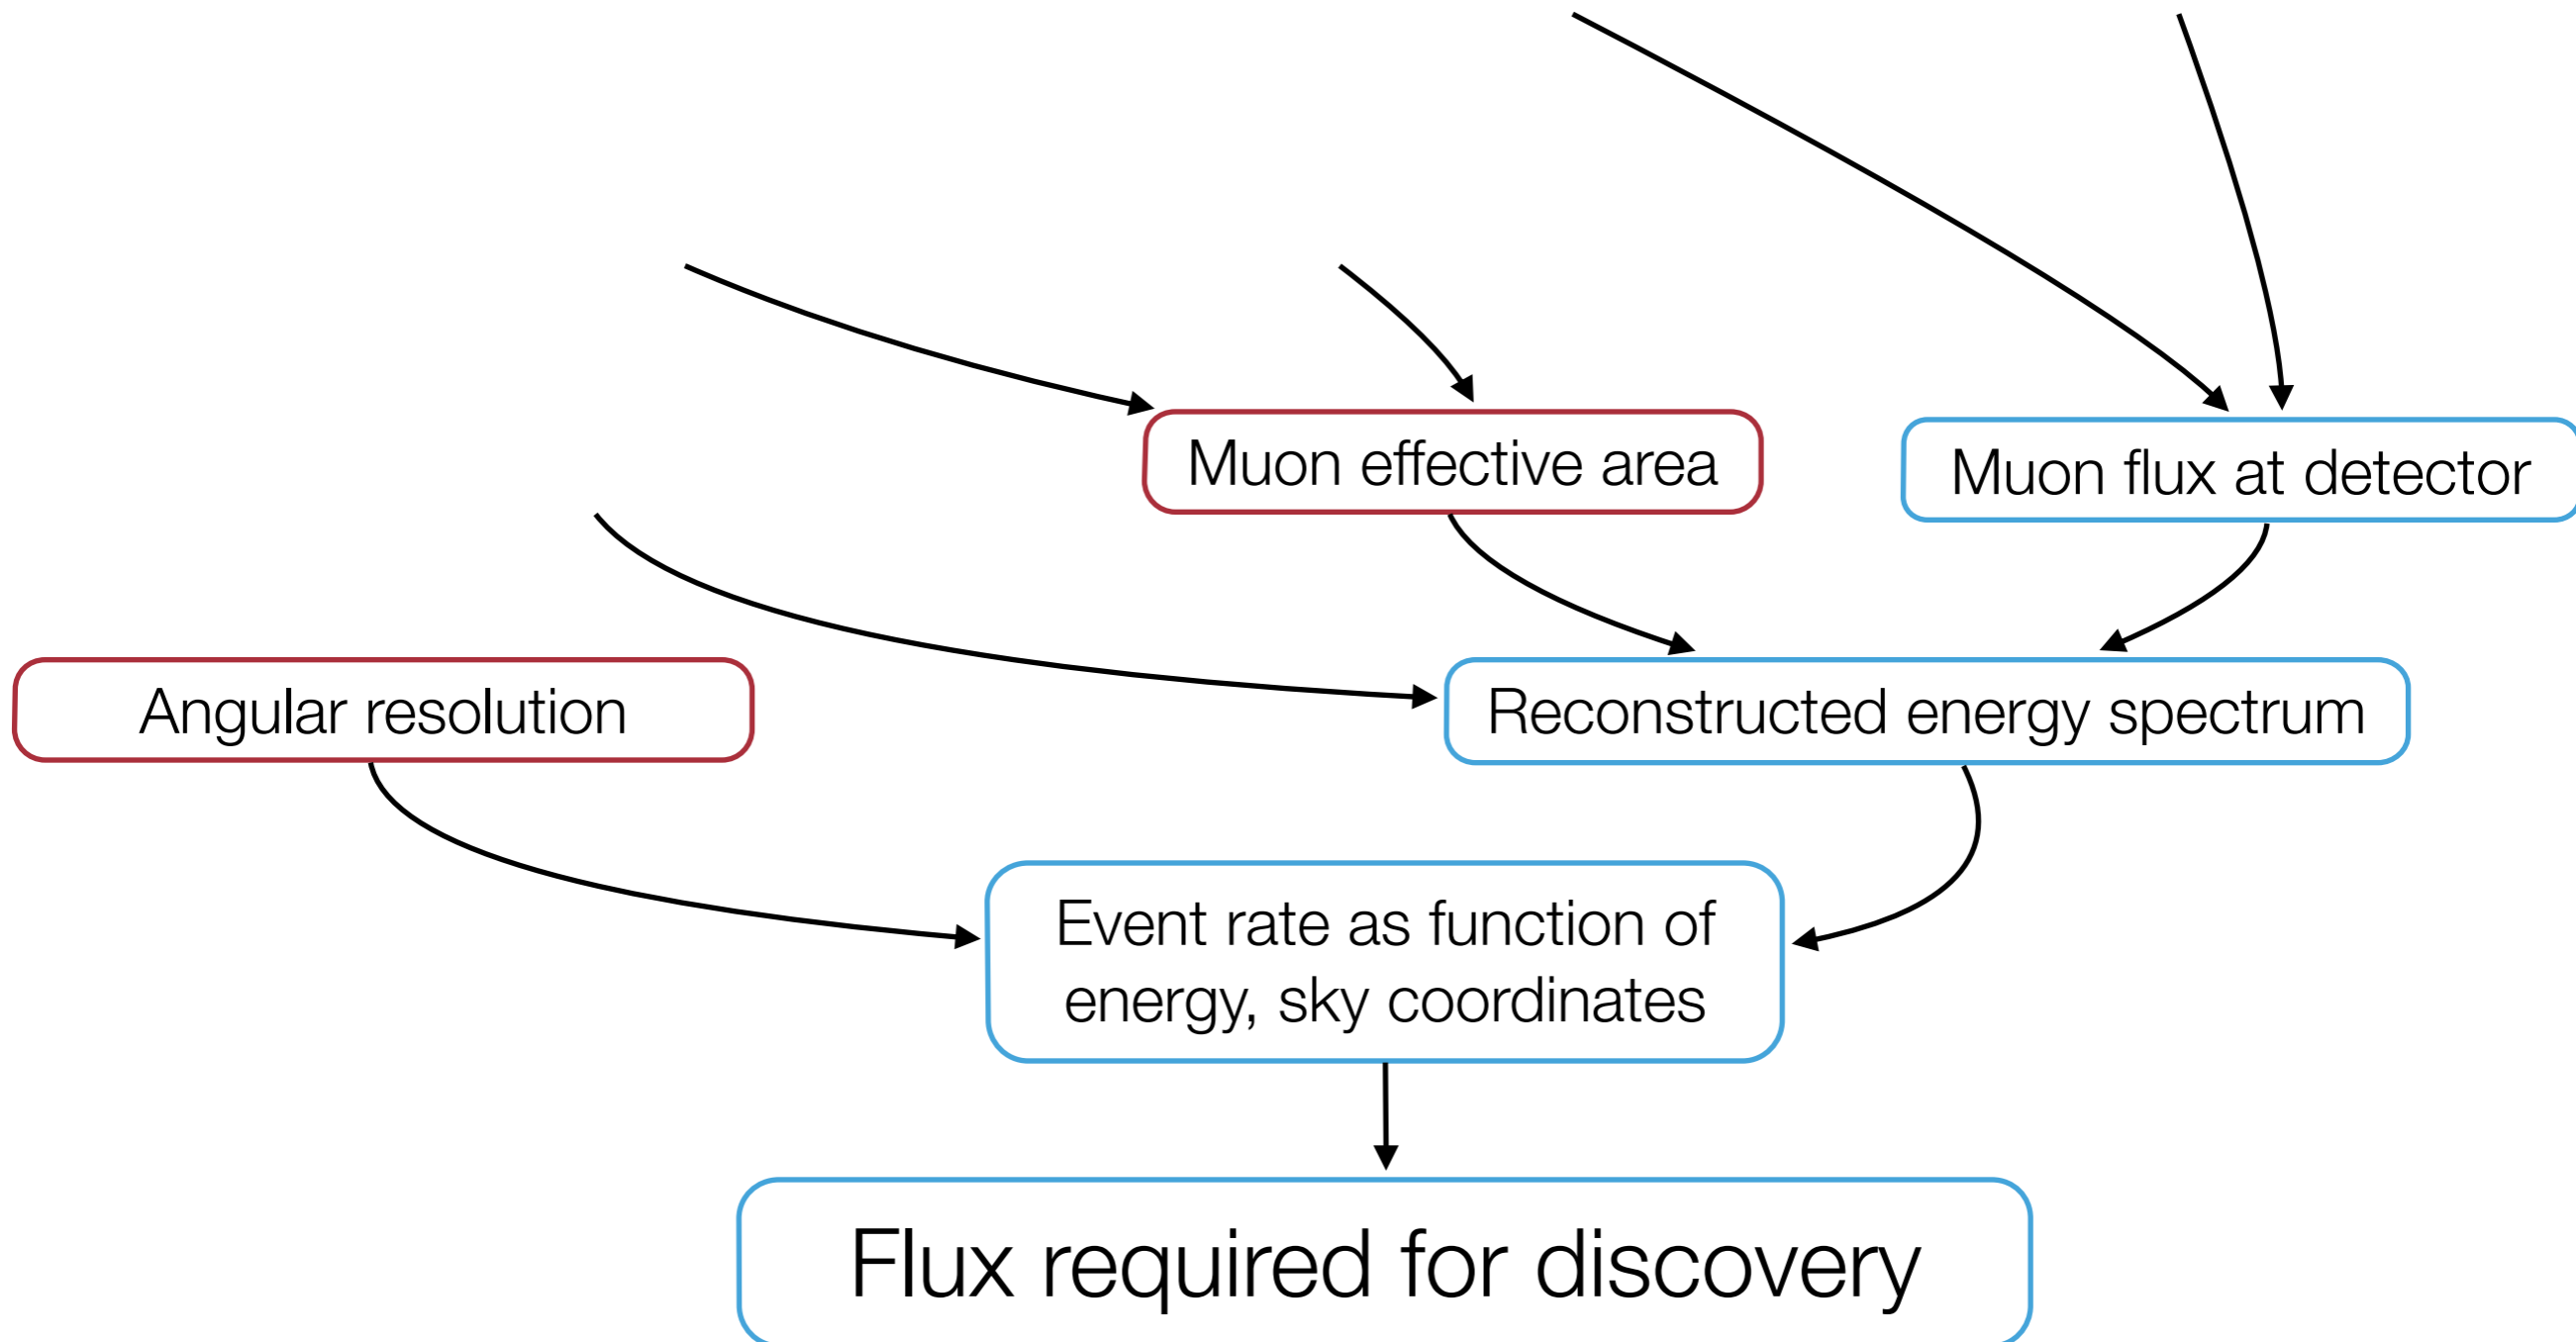 Muon effective area
Muon flux at detector
Angular resolution
Reconstructed energy spectrum
Event rate as function of
energy, sky coordinates
Flux required for discovery